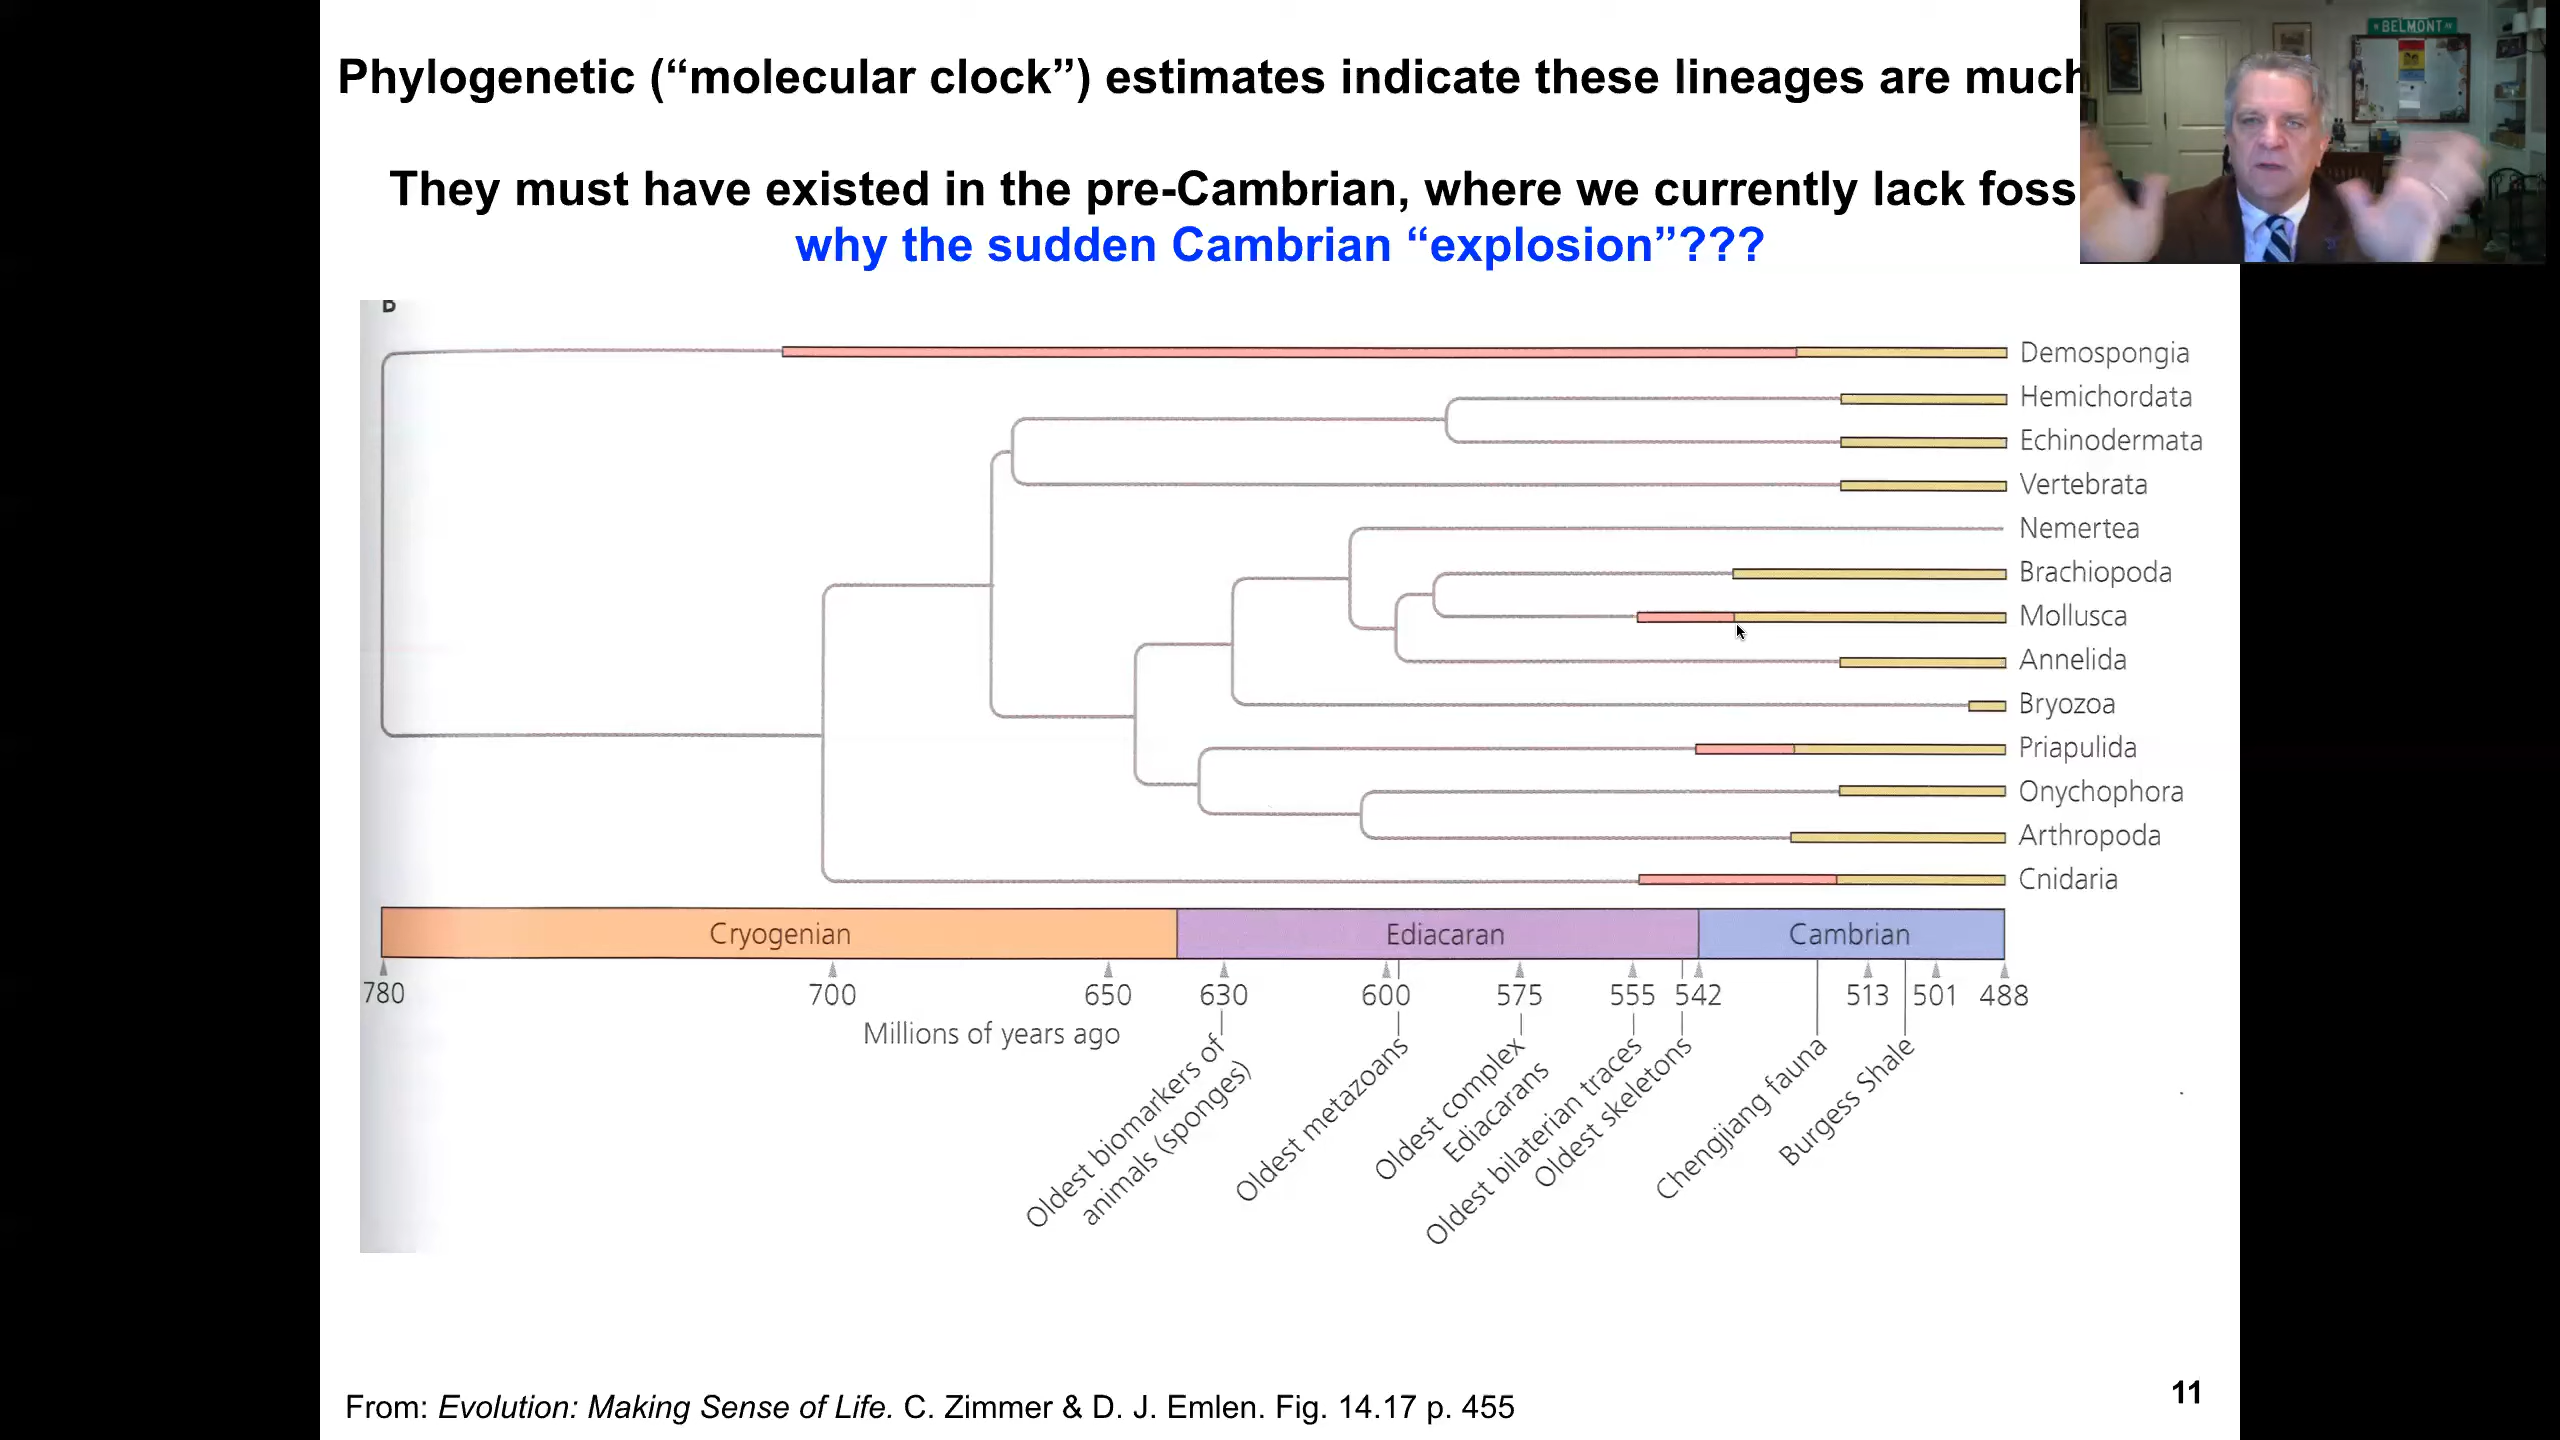 Phylogenetic (“molecular clock”) estimates indicate these lineages are much
They must have existed in the pre-Cambrian, where we currently lack foss
why the sudden Cambrian “explosion”???
BELMONT
B
Demospongia
Hemichordata
Echinodermata
Vertebrata
Nemertea
Brachiopoda
Mollusca
Annelida
Bryozoa
Priapulida
Onychophora
Arthropoda
Cnidaria
Cryogenian Ediacaran Cambrian
780 700 650 630 600 575 555 542 513 501 488
Millions of years ago
Oldest biomarkers of
animals (sponges)
Oldest metazoans
Oldest complex
Ediacarans
Oldest bilaterian traces
Oldest skeletons
Chengjiang fauna
Burgess Shale
From: Evolution: Making Sense of Life. C. Zimmer & D. J. Emlen. Fig. 14.17 p. 455
11